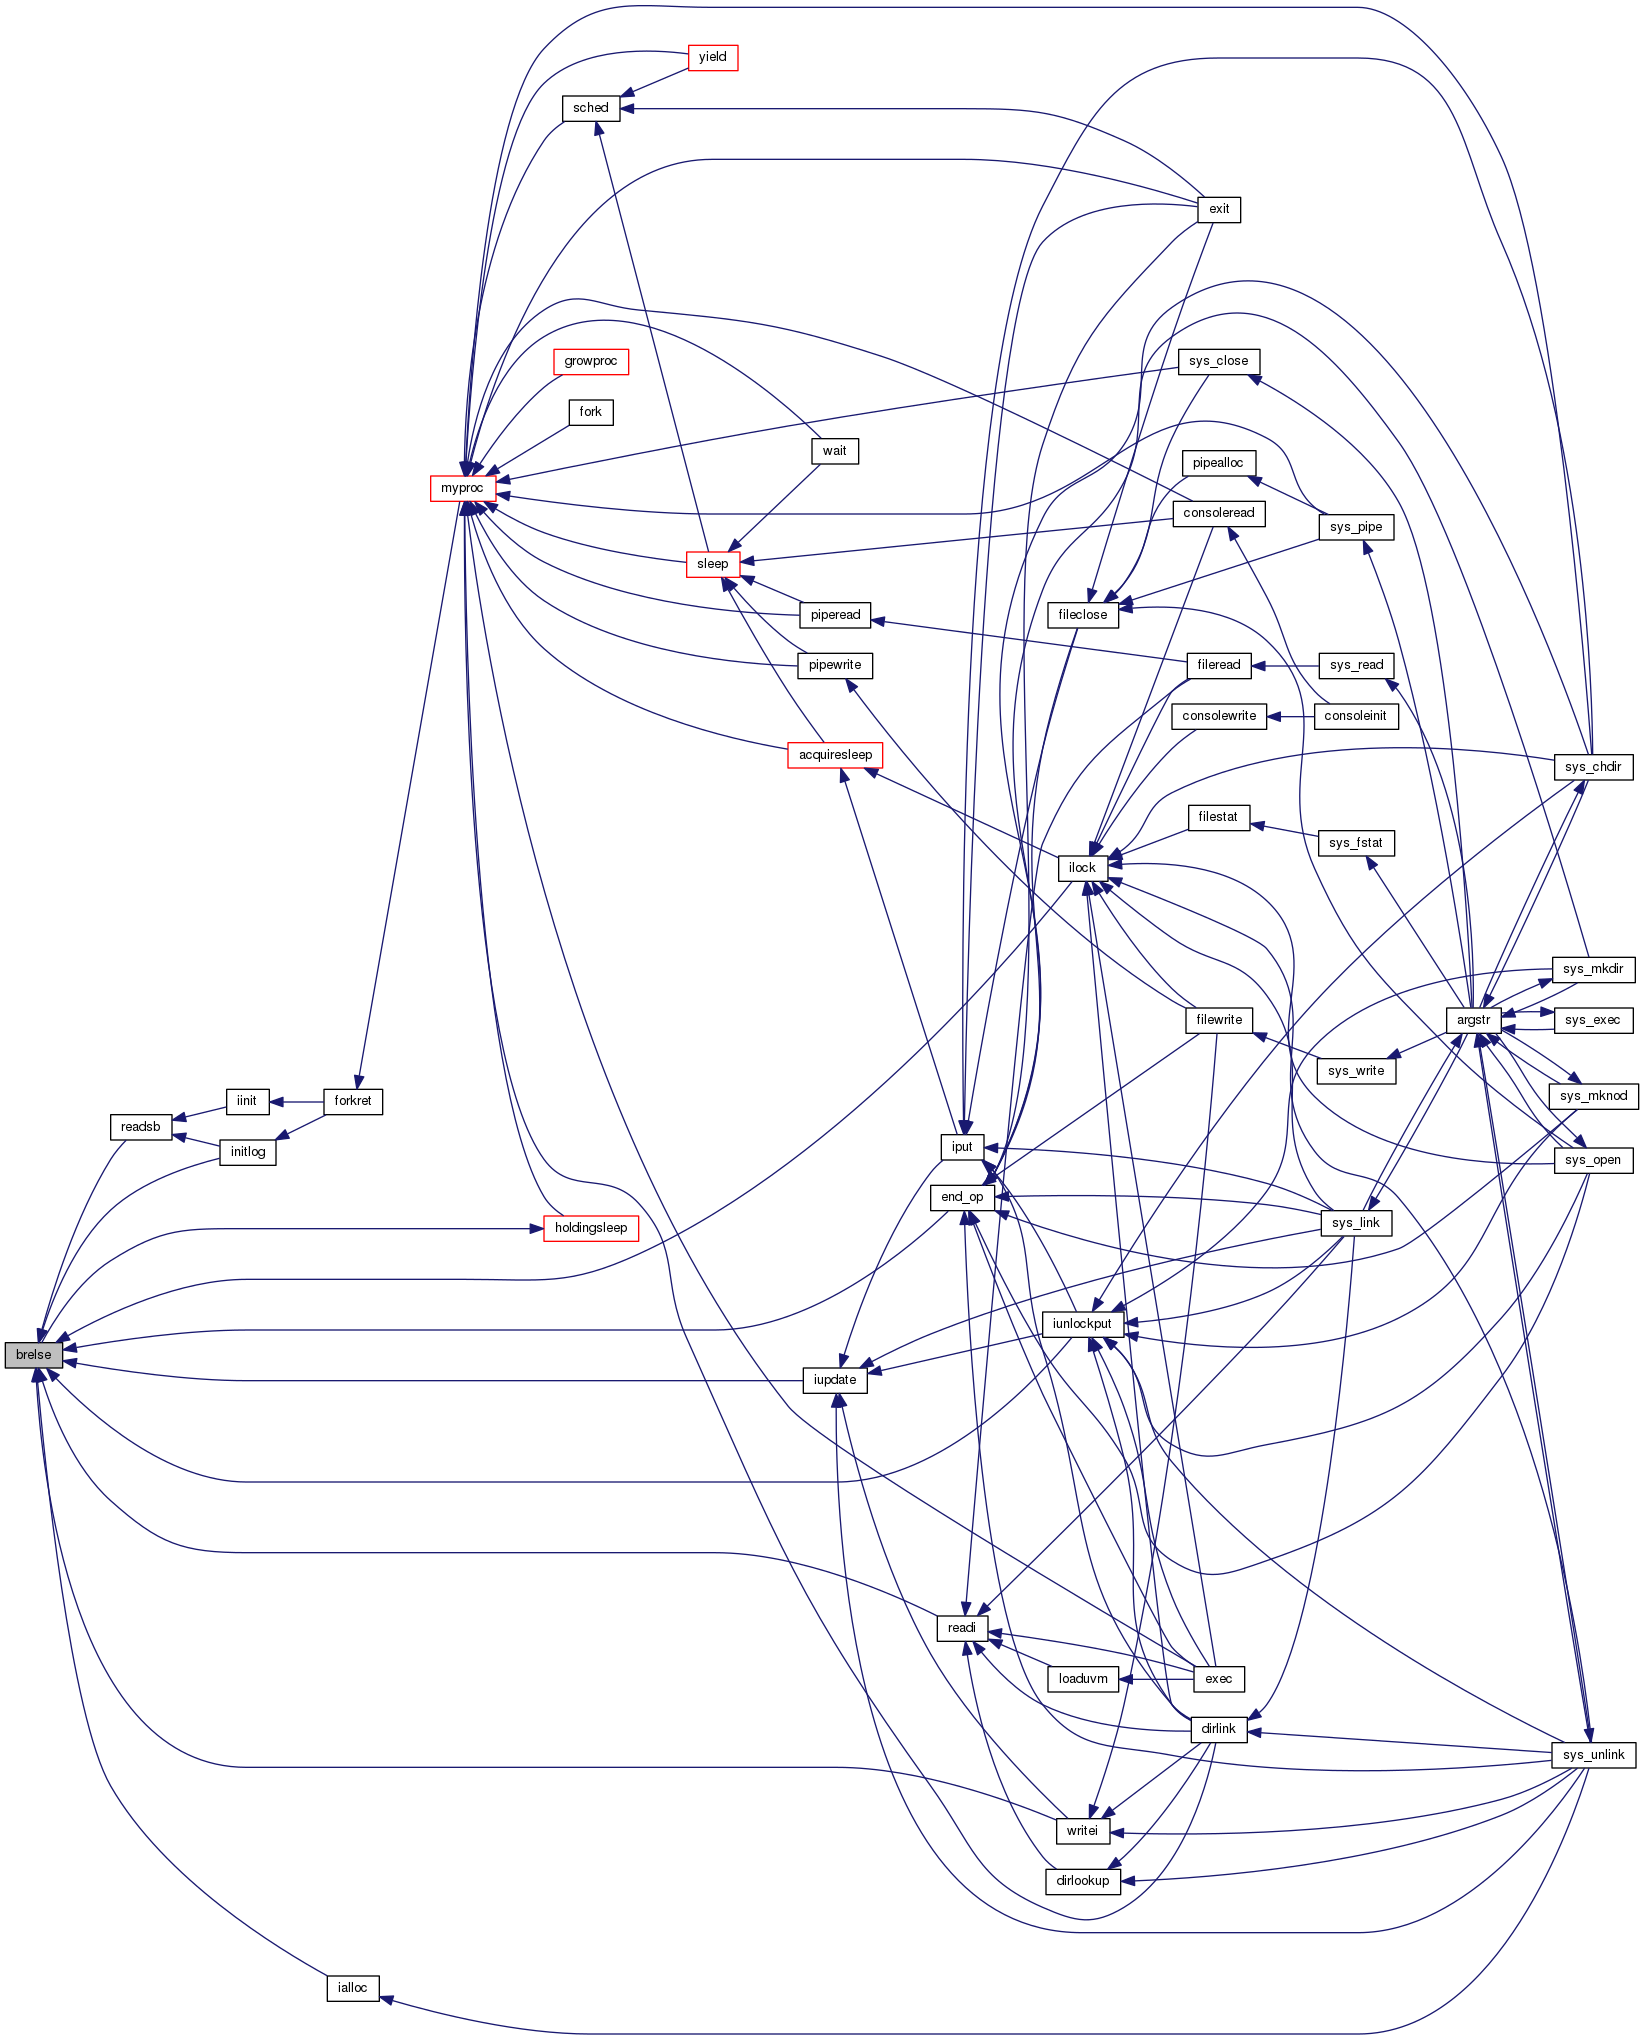 yield
sched
exit
growproc
sys_close
fork
wait
pipealloc
myproc
consoleread
sys_pipe
sleep
piperead
fileclose
pipewrite
fileread
sys_read
consolewrite
consoleinit
acquiresleep
sys_chdir
filestat
sys_fstat
ilock
sys_mkdir
filewrite
argstr
sys_exec
sys_write
iinit
forkret
sys_mknod
readsb
initlog
iput
sys_open
end_op
holdingsleep
sys_link
iunlockput
brelse
iupdate
readi
loaduvm
exec
dirlink
sys_unlink
writei
dirlookup
ialloc